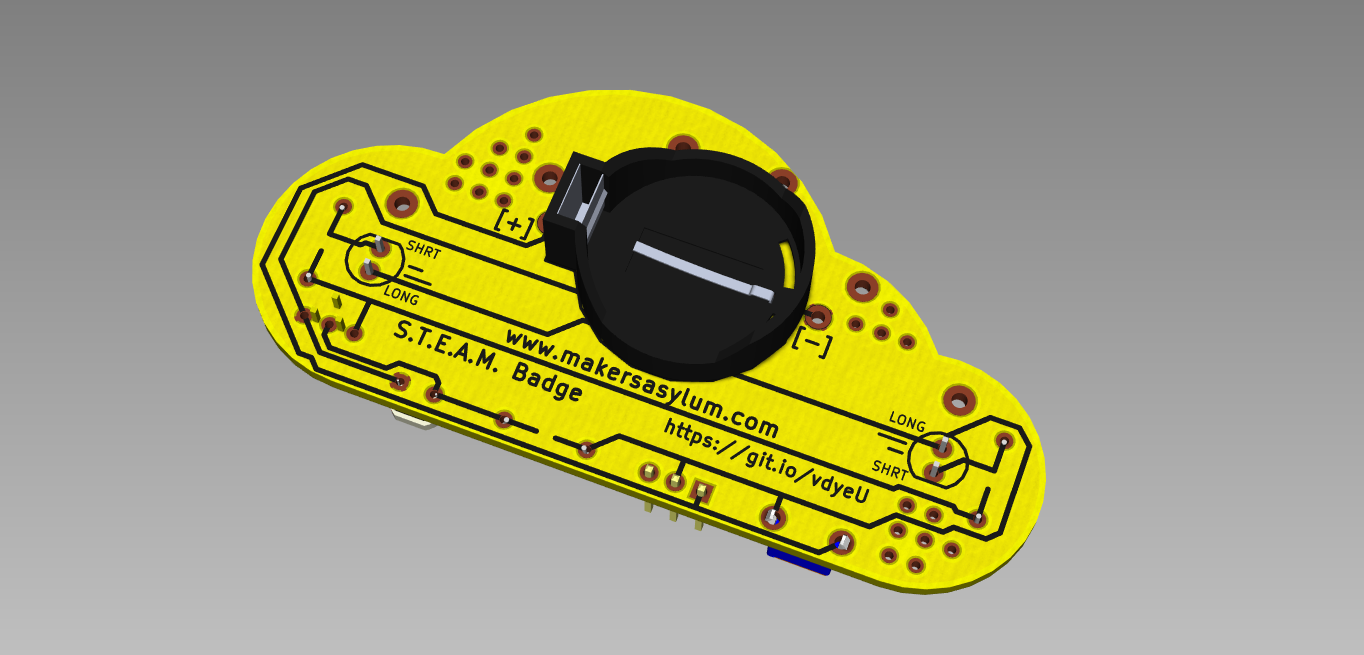 [+]
SHRT
LONG
[-]
www.makersasylum.com
S.T.E.A.M. Badge
https://git.io/vdyeU
LONG
SHRT